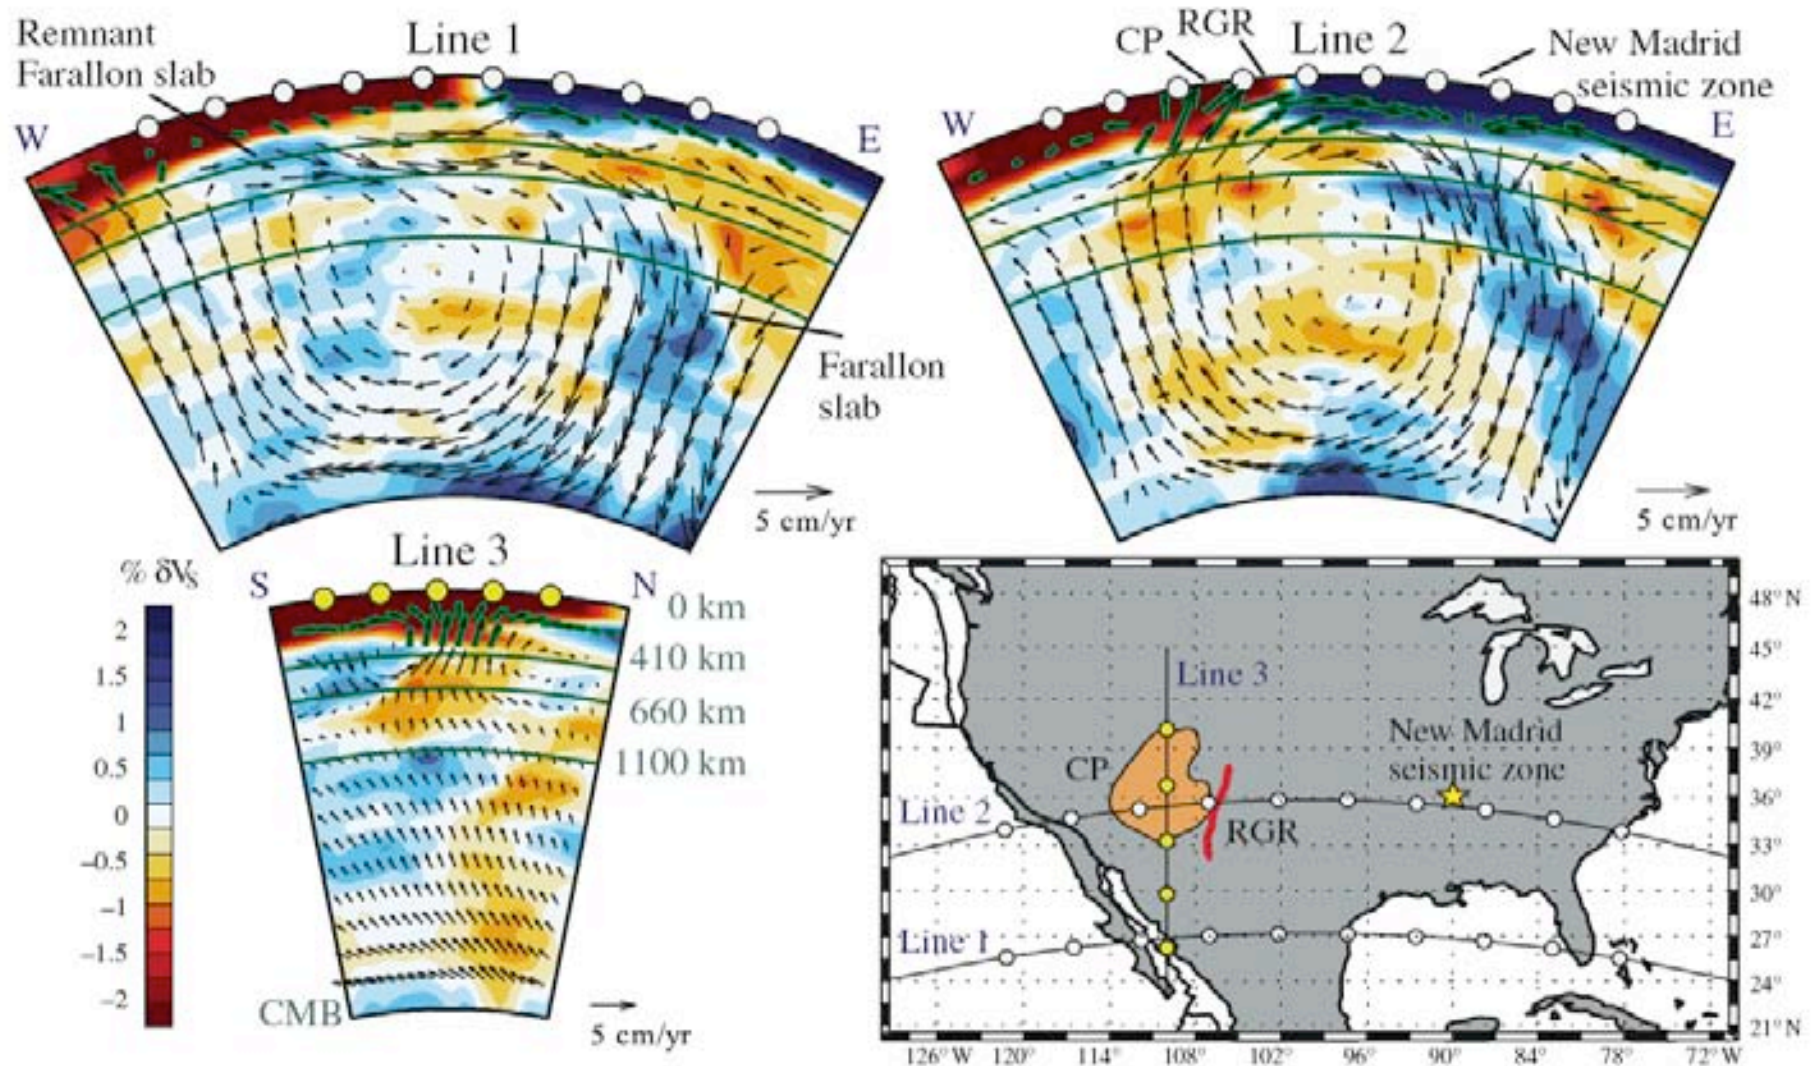 Remnant
Farallon slab
Line 1
W
E
Farallon
slab
5 cm/yr
CP
RGR
Line 2
New Madrid
seismic zone
W
E
5 cm/yr
% δVS
2
1.5
1
0.5
0
−0.5
−1
−1.5
−2
Line 3
S
N
0 km
410 km
660 km
1100 km
CMB
5 cm/yr
Line 3
CP
New Madrid
seismic zone
Line 2
RGR
Line 1
48° N
45°
42°
39°
36°
33°
30°
27°
24°
21° N
126° W 120° 114° 108° 102° 96° 90° 84° 78° 72° W